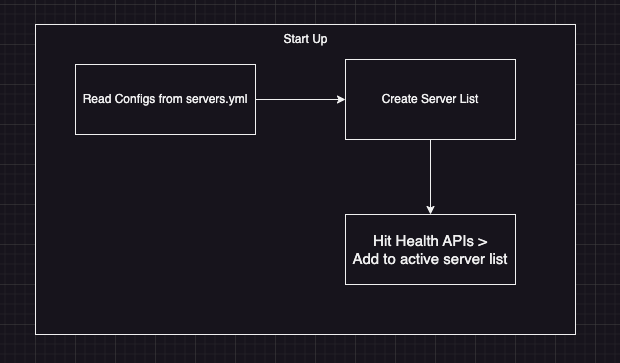 Start Up
Read Configs from servers.yml
Create Server List
Hit Health APIs >
Add to active server list